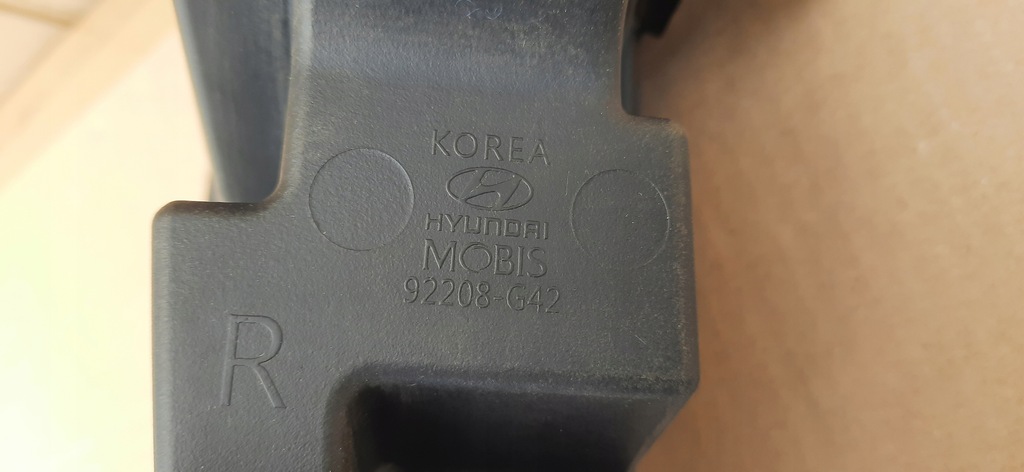 KOREA
HYUNDAI
MOBIS
92208-G42
R